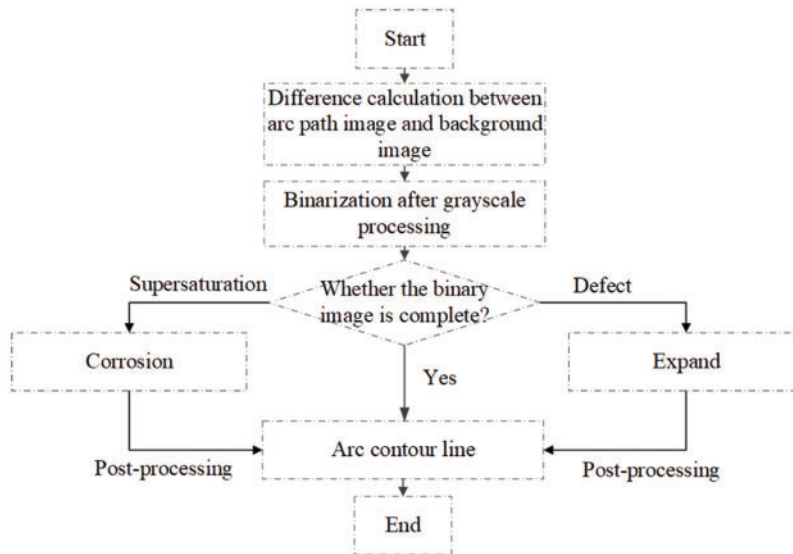 Start
Difference calculation between
arc path image and background
image
Binarization after grayscale
processing
Supersaturation
Whether the binary
image is complete?
Defect
Corrosion
Yes
Expand
Post-processing
Arc contour line
Post-processing
End